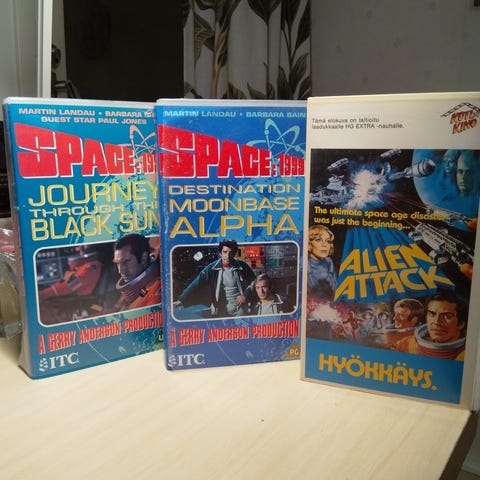 MARTIN LANDAU • BARBARA
GUEST STAR PAUL JONES
SPACE: 19
JOURNEY
THROUGH THE
BLACK SUN
A GERRY ANDERSON PRODUCTION
ITC
MARTIN LANDAU • BARBARA BAIN
SPACE: 1999
DESTINATION
MOONBASE
ALPHA
A GERRY ANDERSON PRODUCTION
ITC
PG
Tämä elokuva on taltioitu
laadukkaalle HG EXTRA -nauhalle.
KOTI
KINO
The ultimate space age disaster
was just the beginning...
ALIEN
ATTACK
HYÖKKÄYS.